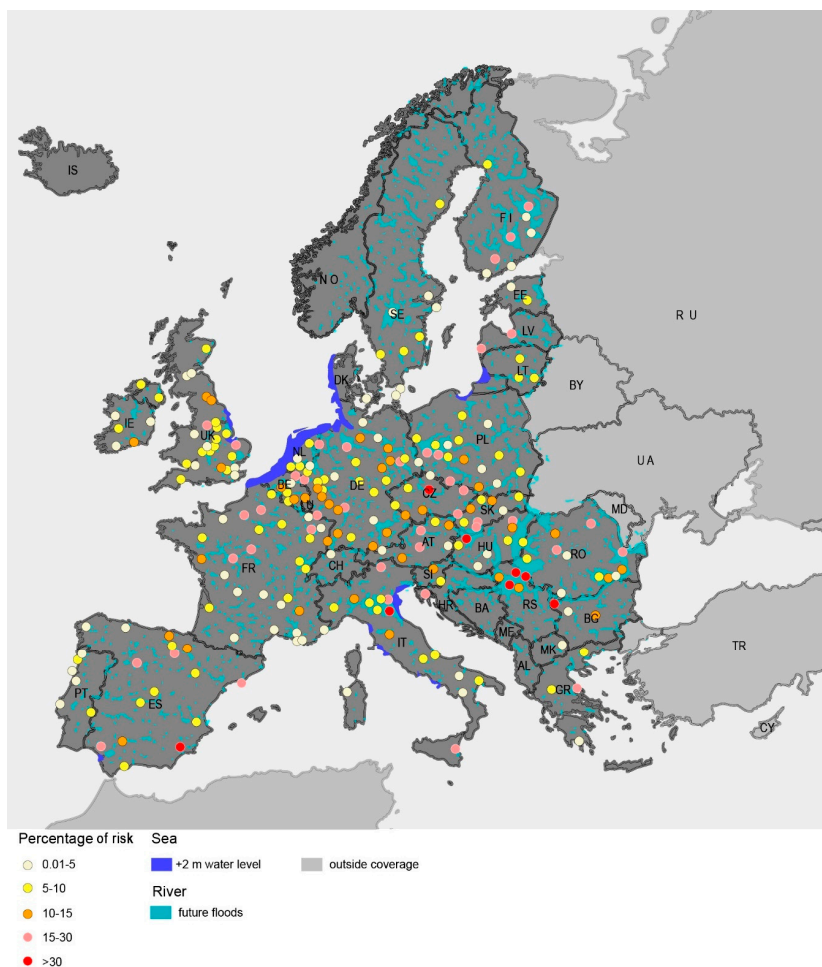 IS
FI
NO
SE
EE
RU
LV
DK
LT
BY
IE
UK
NL
PL
BE
DE
UA
LU
CZ
SK
MD
AT
HU
FR
CH
RO
SI
HR
BA
RS
IT
ME
BG
MK
AL
TR
PT
ES
GR
CY
Percentage of risk
0.01-5
5-10
10-15
15-30
>30
Sea
+2 m water level
outside coverage
River
future floods